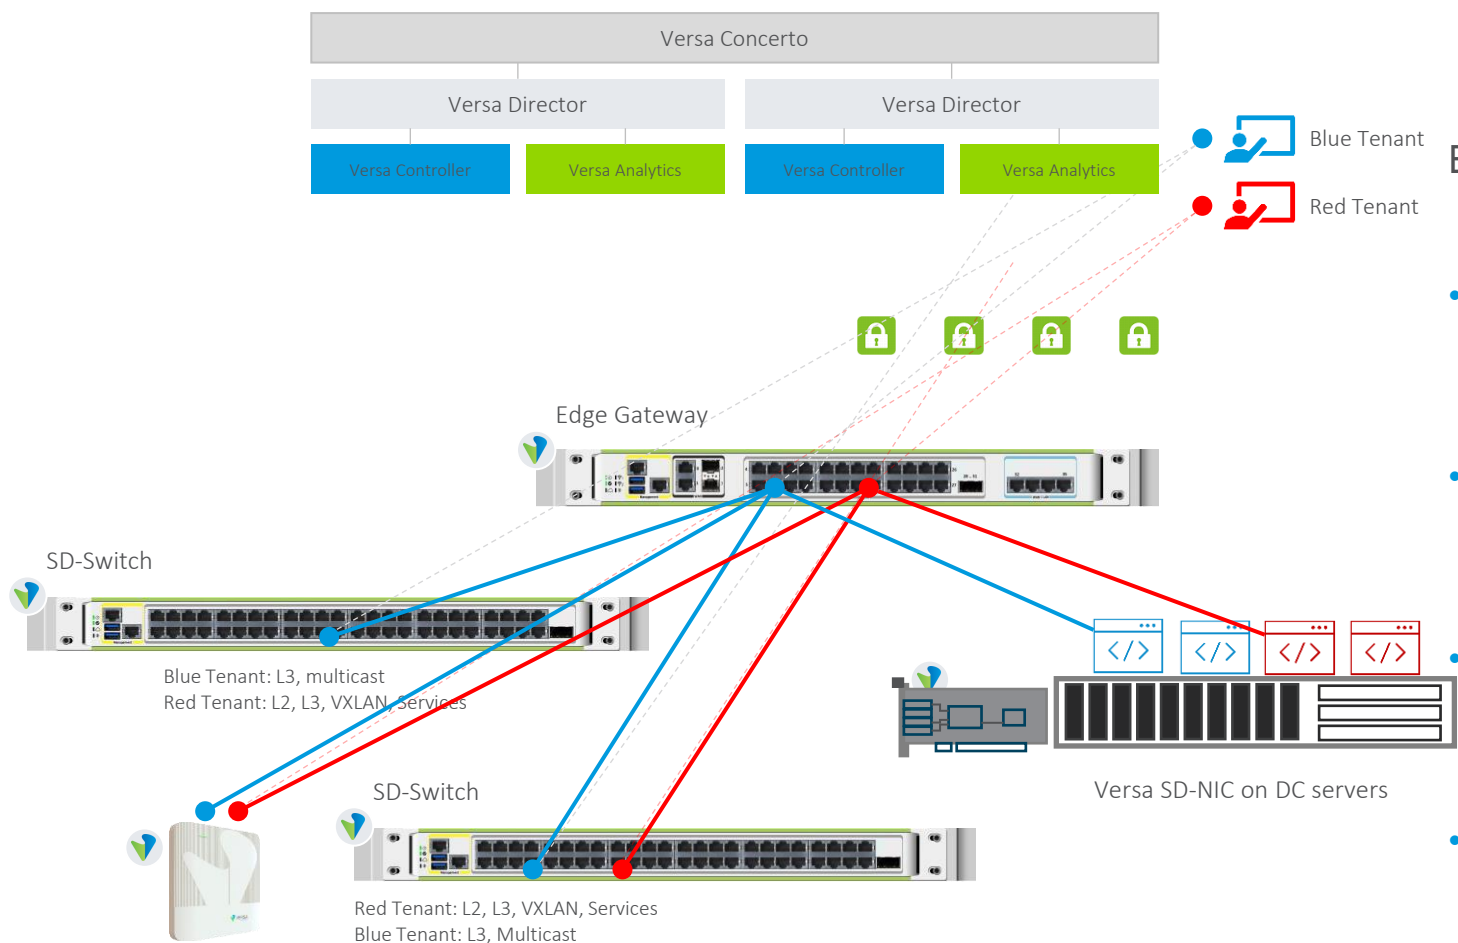 Versa Concerto
Versa Director
Versa Director
Versa Controller
Versa Analytics
Versa Controller
Versa Analytics
Blue Tenant
Red Tenant
Edge Gateway
SD-Switch
Blue Tenant: L3, multicast
Red Tenant: L2, L3, VXLAN, Services
</> </> </> </>
Versa SD-NIC on DC servers
SD-Switch
Red Tenant: L2, L3, VXLAN, Services
Blue Tenant: L3, Multicast